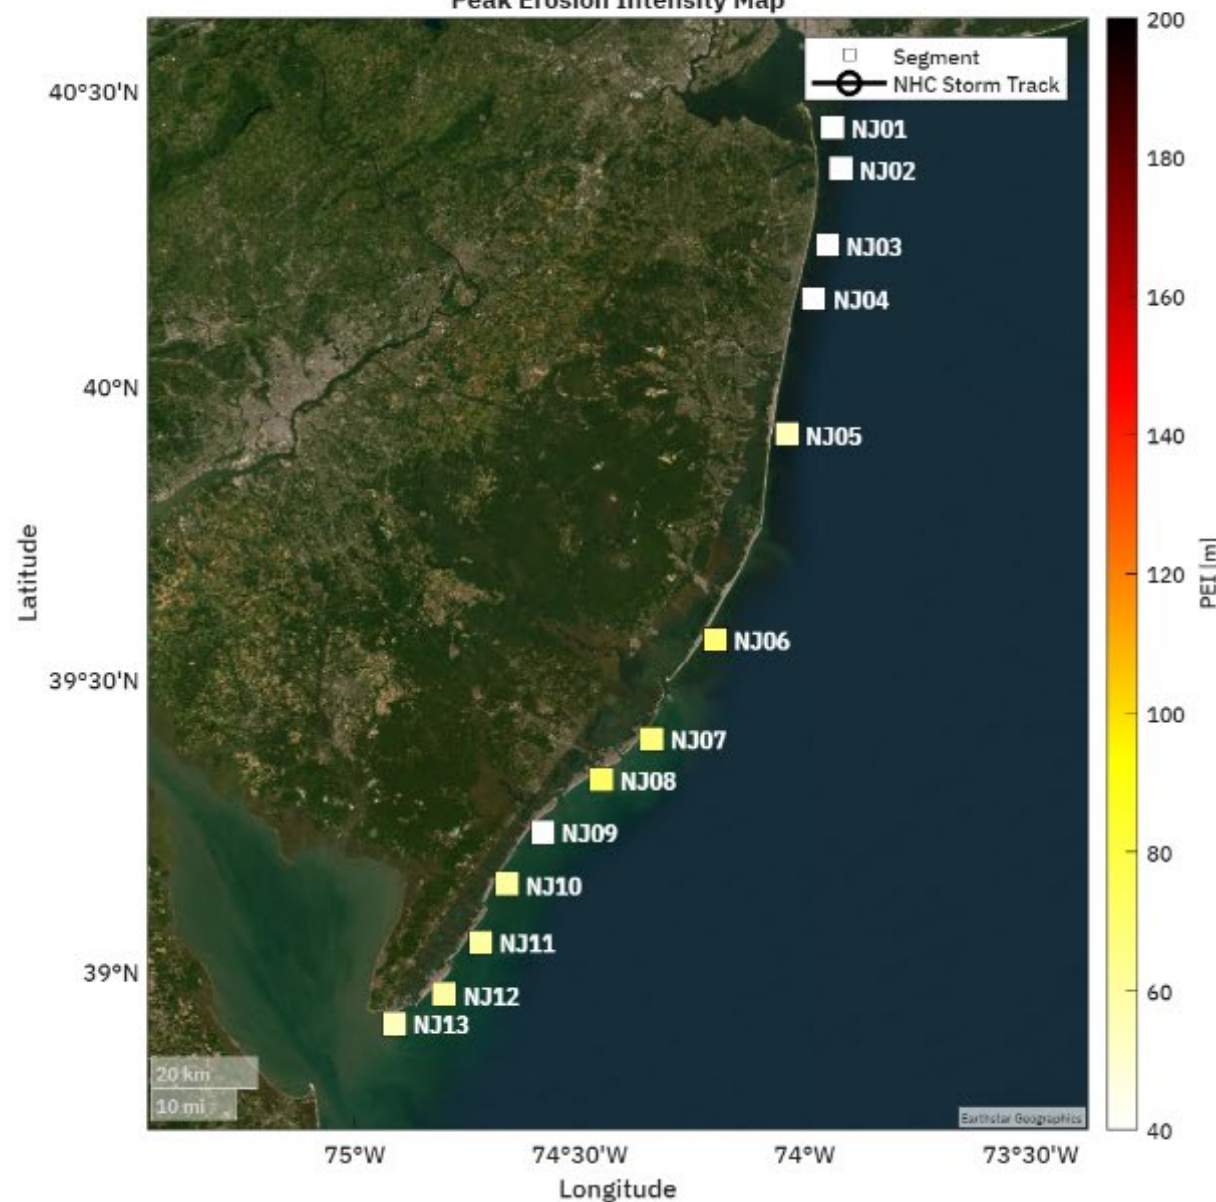 Peak Erosion Intensity Map
Segment
NHC Storm Track
40°30'N
40°N
39°30'N
39°N
Latitude
NJ01
NJ02
NJ03
NJ04
NJ05
NJ06
NJ07
NJ08
NJ09
NJ10
NJ11
NJ12
NJ13
20 km
10 mi
Earthstar Geographics
75°W
74°30'W
74°W
73°30'W
Longitude
200
180
160
140
120
100
80
60
40
PEI [m]